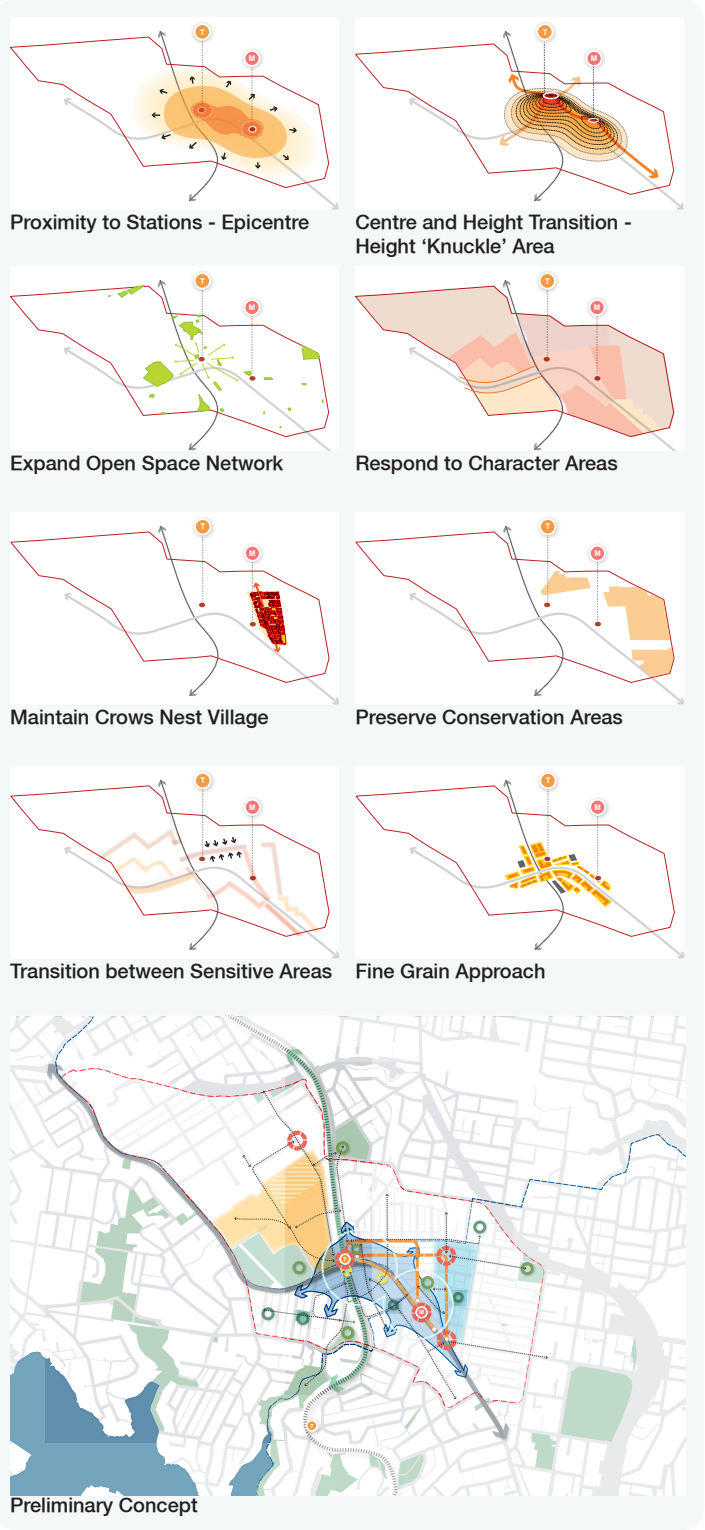 T
M
Proximity to Stations - Epicentre
T
M
Centre and Height Transition -
Height ‘Knuckle’ Area
T
M
Expand Open Space Network
T
M
Respond to Character Areas
T
M
Maintain Crows Nest Village
T
M
Preserve Conservation Areas
T
M
Transition between Sensitive Areas
T
M
Fine Grain Approach
T
M
T
Preliminary Concept